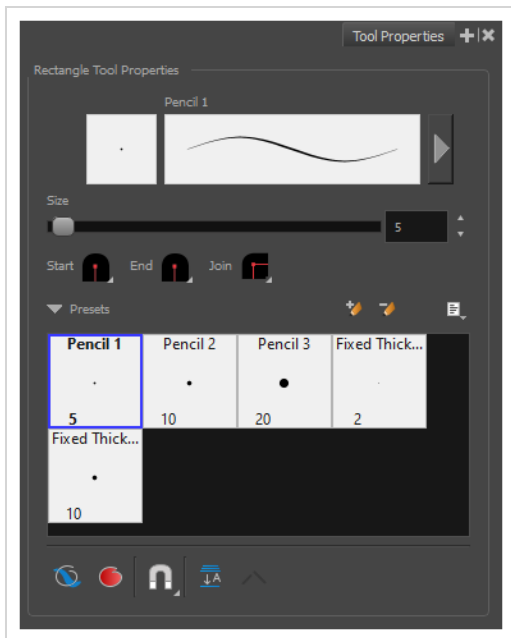 Tool Properties
Rectangle Tool Properties
Pencil 1
Size
5
Start End Join
Presets
Pencil 1 Pencil 2 Pencil 3 Fixed Thick...
5 10 20 2
Fixed Thick...
10
A